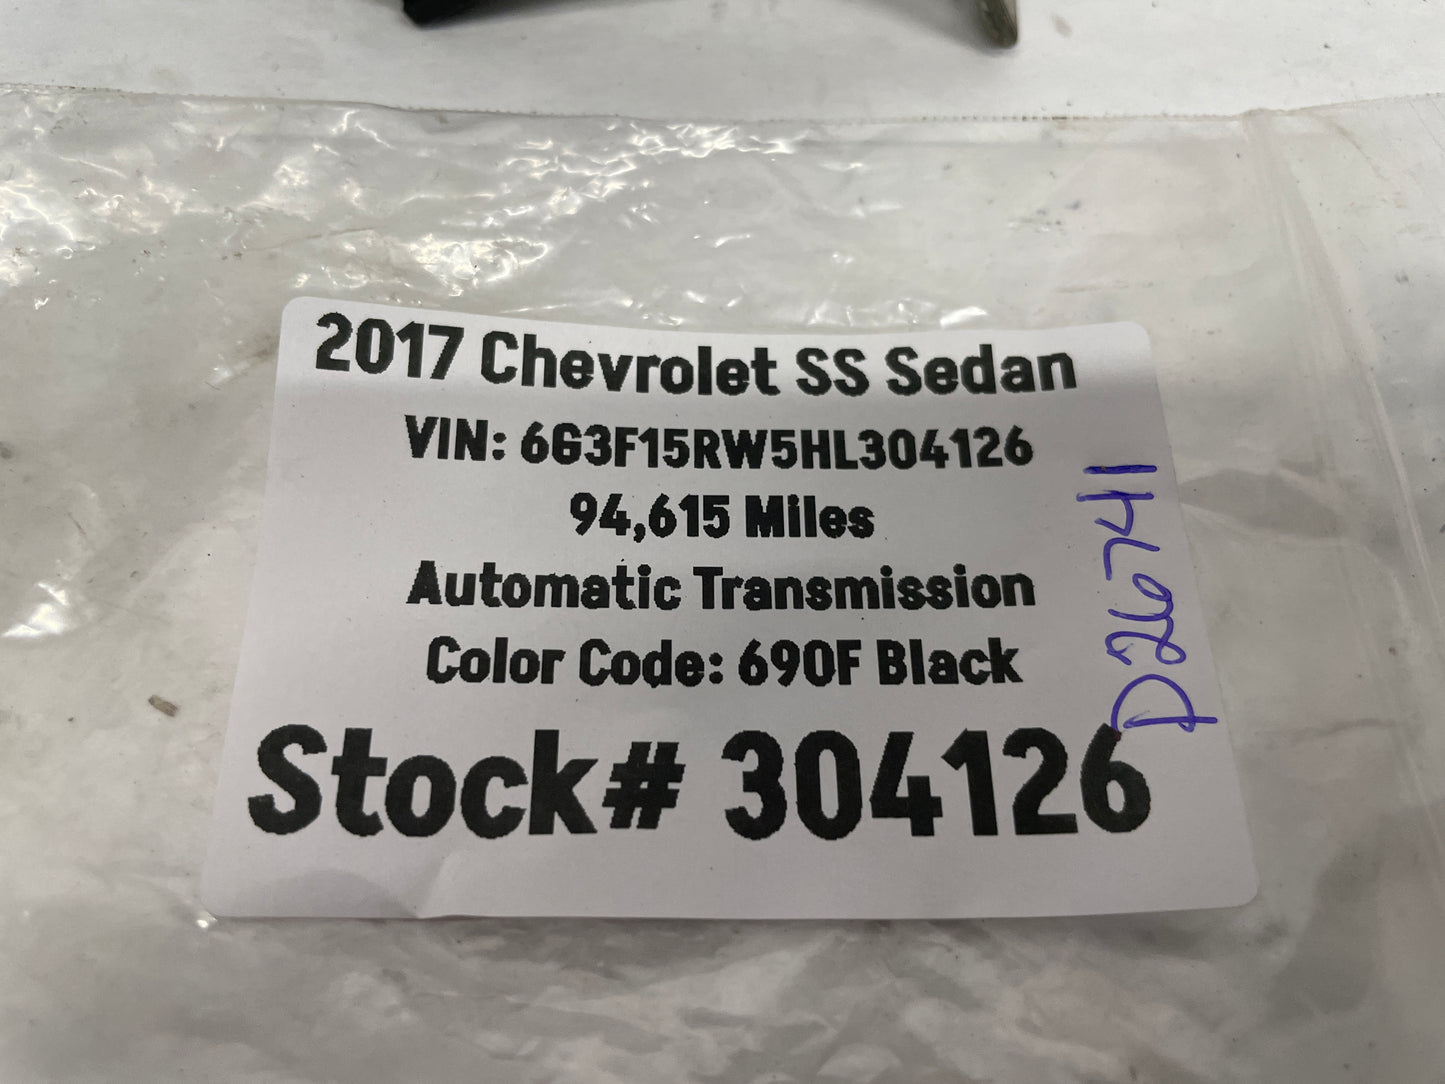 2017 Chevrolet SS Sedan
VIN: 6G3F15RW5HL304126
94,615 Miles
Automatic Transmission
Color Code: 690F Black
Stock# 304126
D26741